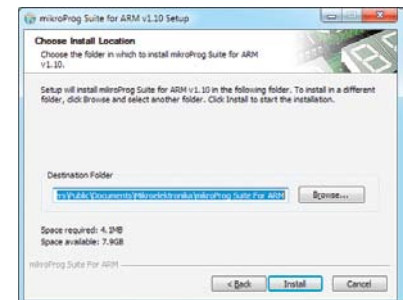 mikroProg Suite for ARM v1.10 Setup
Choose Install Location
Choose the folder in which to install mikroProg Suite for ARM
v1.10.
Setup will install mikroProg Suite for ARM v1.10 in the following folder. To install in a different
folder, click Browse and select another folder. Click Install to start the installation.
Destination Folder
rs\Public\Documents\Mikroelektronika\mikroProg Suite For ARM
Browse...
Space required: 4.1MB
Space available: 7.9GB
mikroProg Suite For ARM
< Back
Install
Cancel